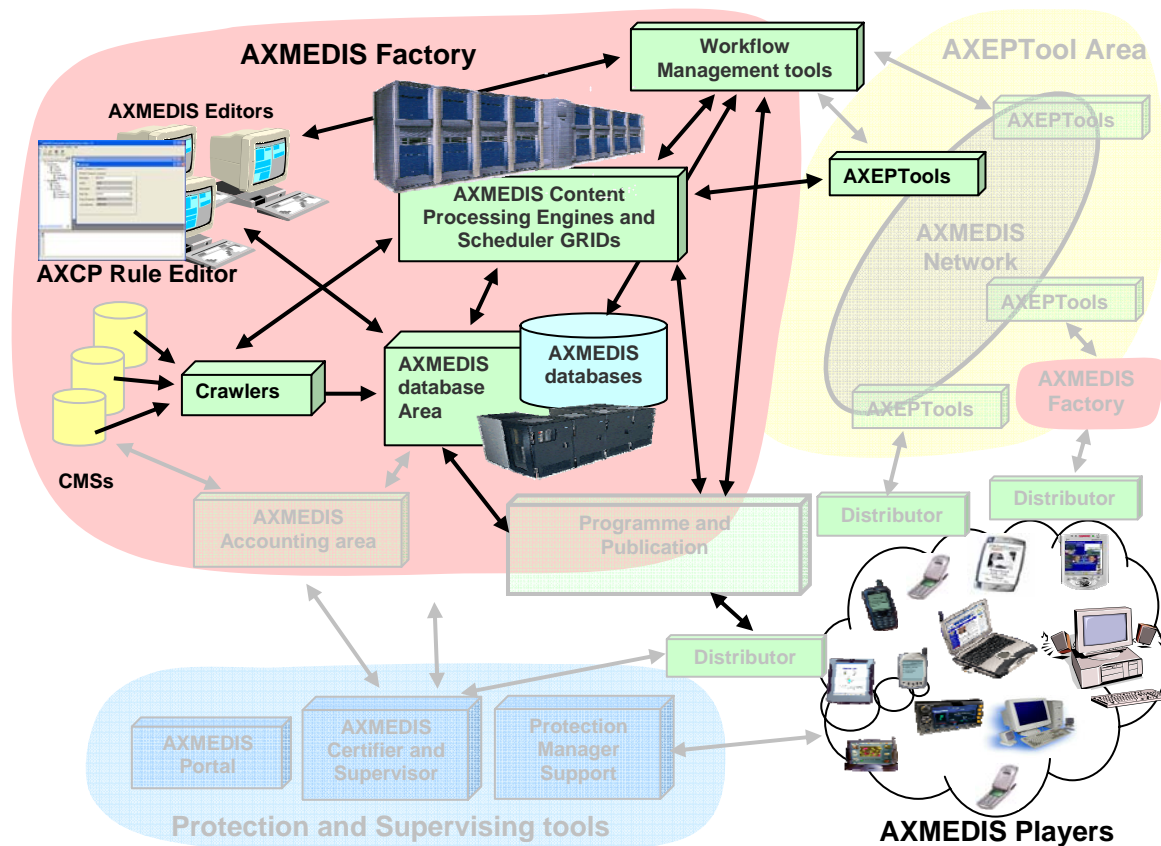 AXMEDIS Factory
Workflow
Management tools
AXEPTool Area
AXMEDIS Editors
AXEPTools
AXEPTools
AXMEDIS Content
Processing Engines and
Scheduler GRIDs
AXMEDIS
Network
AXCP Rule Editor
AXEPTools
Crawlers
AXMEDIS
database
Area
AXMEDIS
databases
AXEPTools
AXMEDIS
Factory
CMSs
AXMEDIS
Accounting area
Programme and
Publication
Distributor
Distributor
Distributor
AXMEDIS
Portal
AXMEDIS
Certifier and
Supervisor
Protection
Manager
Support
Protection and Supervising tools
AXMEDIS Players